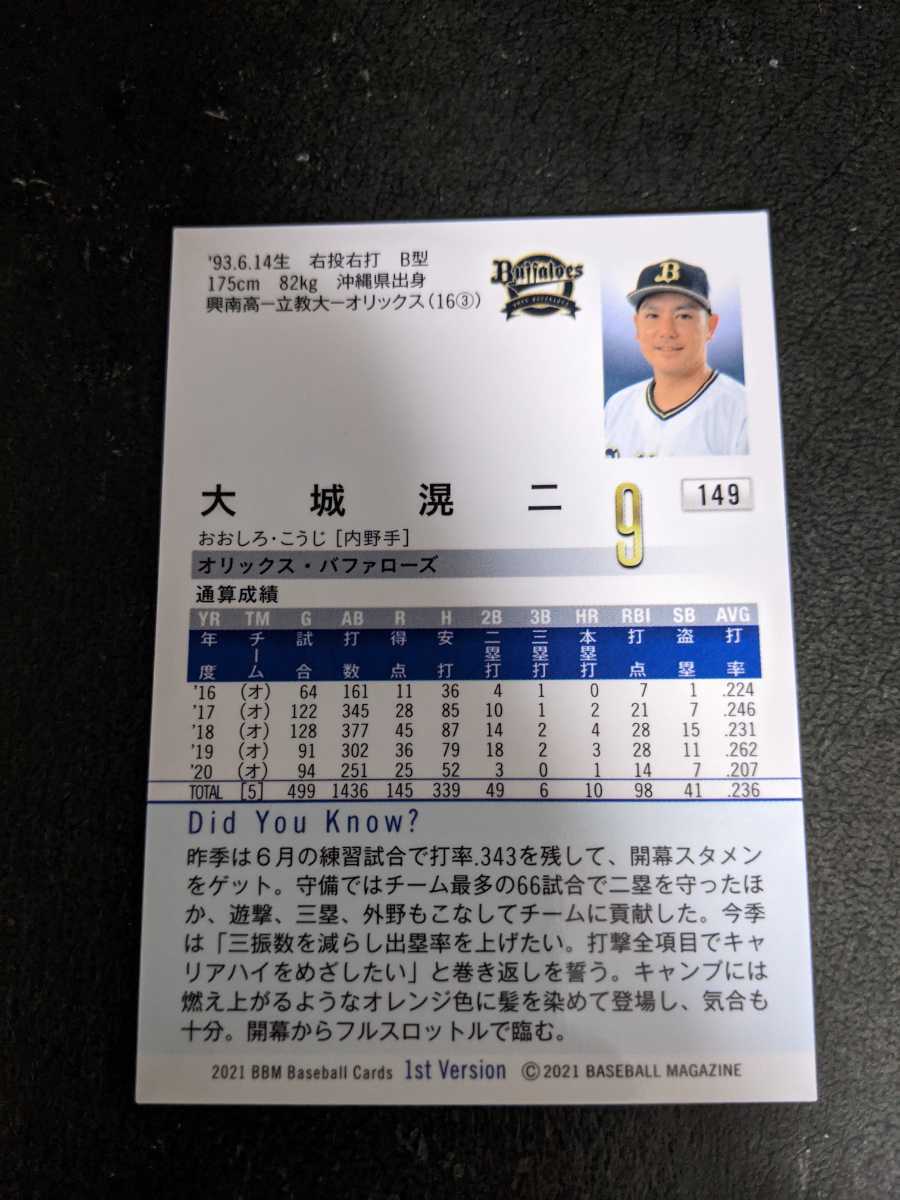 '93.6.14生 右投右打 B型
175cm 82kg 沖縄県出身
興南高ー立教大ーオリックス(16③)
Buffaloes
B
大城滉二
9
149
おおしろ・こうじ [内野手]
オリックス・バファローズ
通算成績
YR TM G AB R H 2B 3B HR RBI SB AVG
年度 チーム 試合 打数 得点 安打 二塁打 三塁打 本塁打 打点 盗塁 打率
'16 (オ) 64 161 11 36 4 1 0 7 1 .224
'17 (オ) 122 345 28 85 10 1 2 21 7 .246
'18 (オ) 128 377 45 87 14 2 4 28 15 .231
'19 (オ) 91 302 36 79 18 2 3 28 11 .262
'20 (オ) 94 251 25 52 3 0 1 14 7 .207
TOTAL [5] 499 1436 145 339 49 6 10 98 41 .236
Did You Know?
昨季は6月の練習試合で打率.343を残して、開幕スタメン
をゲット。守備ではチーム最多の66試合で二塁を守ったほ
か、遊撃、三塁、外野もこなしてチームに貢献した。今季
は「三振数を減らし出塁率を上げたい。打撃全項目でキャ
リアハイをめざしたい」と巻き返しを誓う。キャンプには
燃え上がるようなオレンジ色に髪を染めて登場し、気合も
十分。開幕からフルスロットルで臨む。
2021 BBM Baseball Cards 1st Version ©2021 BASEBALL MAGAZINE